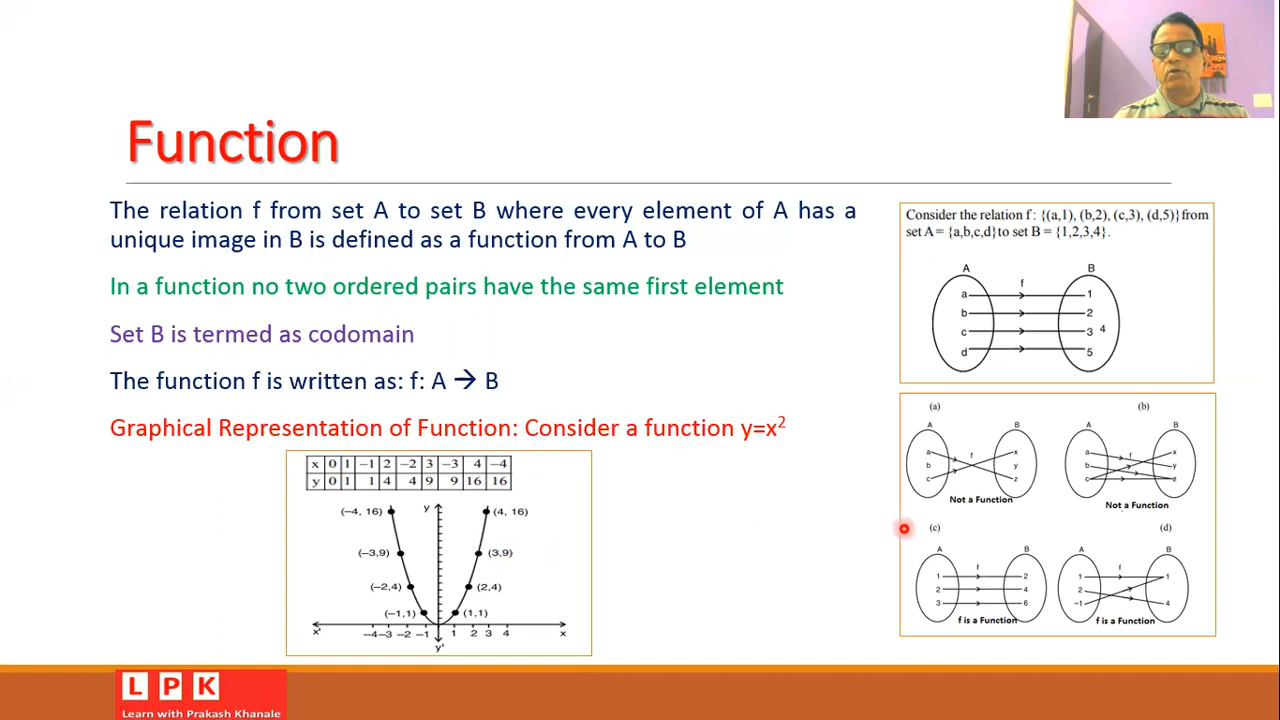 Function
The relation f from set A to set B where every element of A has a
unique image in B is defined as a function from A to B
In a function no two ordered pairs have the same first element
Set B is termed as codomain
The function f is written as: f: A → B
Graphical Representation of Function: Consider a function y=x²
x 0 1 −1 2 −2 3 −3 4 −4
y 0 1 1 4 4 9 9 16 16
(−4, 16) y (4, 16)
(−3,9) (3,9)
(−2,4) (2,4)
(−1,1) (1,1)
x' −4 −3 −2 −1 1 2 3 4 x
y'
Consider the relation f : {(a,1), (b,2), (c,3), (d,5)} from
set A = {a,b,c,d} to set B = {1,2,3,4}.
A B
f
a 1
b 2
c 3 4
d 5
(a) (b)
A B A B
a f x a f x
b y b y
c z c z
Not a Function Not a Function
(c) (d)
A B A B
f f
1 2 1 1
2 4 2
3 6 −1 4
f is a Function f is a Function
L P K
Learn with Prakash Khanale